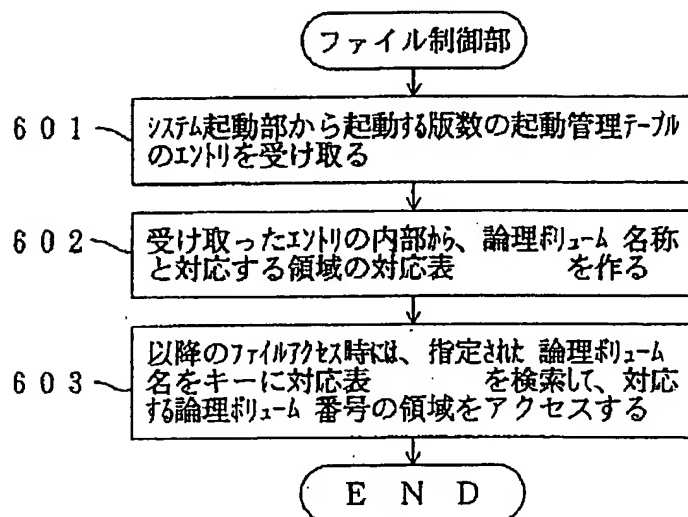 ファイル制御部
601
システム起動部から起動する版数の起動管理テーブル
のエントリを受け取る
602
受け取ったエントリの内部から、論理ボリューム 名称
と対応する領域の対応表 を作る
603
以降のファイルアクセス時には、指定された 論理ボリューム
名をキーに対応表 を検索して、対応
する論理ボリューム 番号の領域をアクセスする
E N D